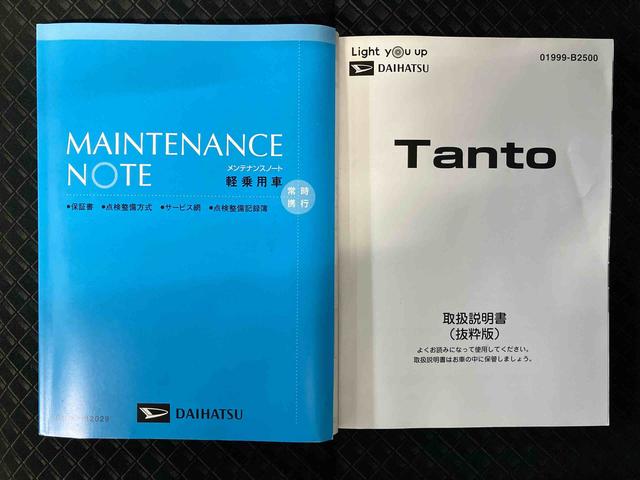 MAINTENANCE
NOTE
メンテナンスノート
軽乗用車
常時
携行
●保証書 ●点検整備方式 ●サービス網 ●点検整備記録簿
DAIHATSU
Light you up
DAIHATSU
01999-B2500
Tanto
取扱説明書
(抜粋版)
よくお読みになって使用してください。
取扱説明書はお車の中に保管しましょう。